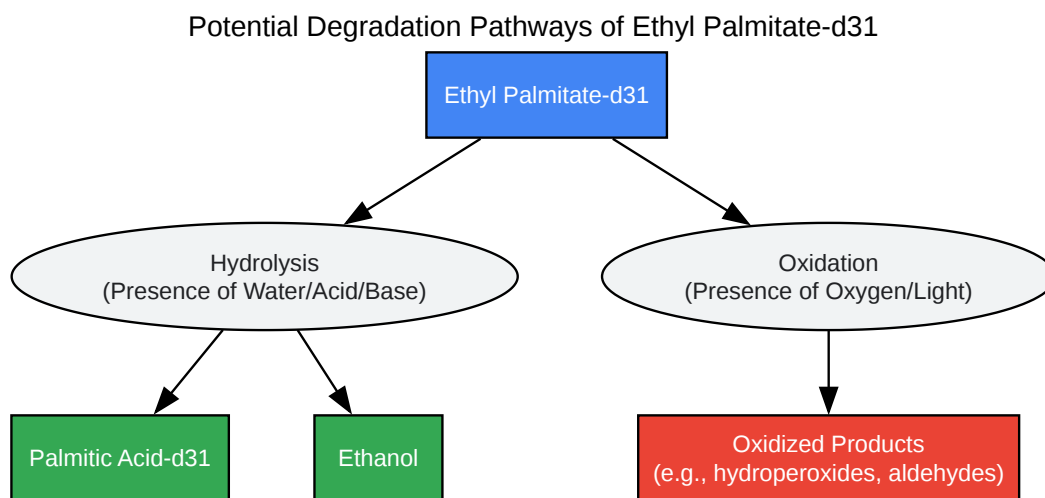 Potential Degradation Pathways of Ethyl Palmitate-d31
Ethyl Palmitate-d31
Hydrolysis
(Presence of Water/Acid/Base)
Oxidation
(Presence of Oxygen/Light)
Palmitic Acid-d31
Ethanol
Oxidized Products
(e.g., hydroperoxides, aldehydes)